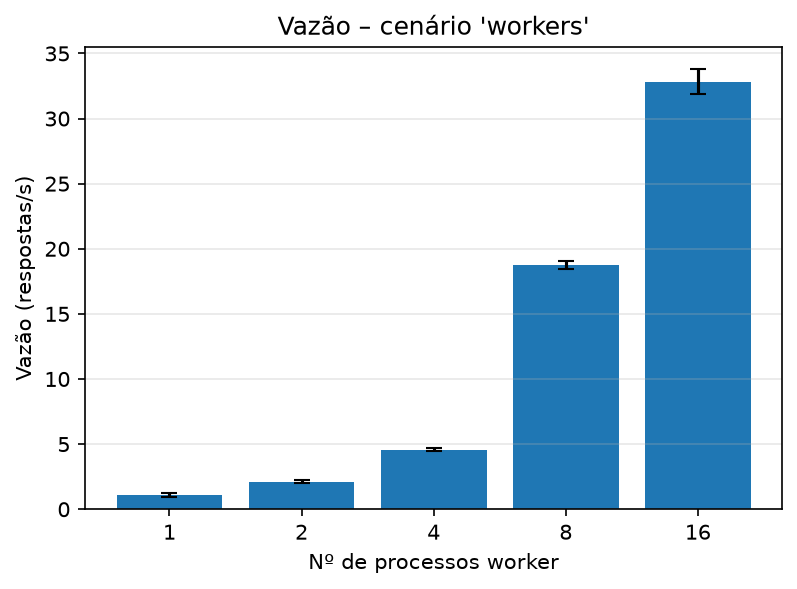 Vazão – cenário 'workers'
35
30
25
20
15
10
5
0
Vazão (respostas/s)
1 2 4 8 16
Nº de processos worker